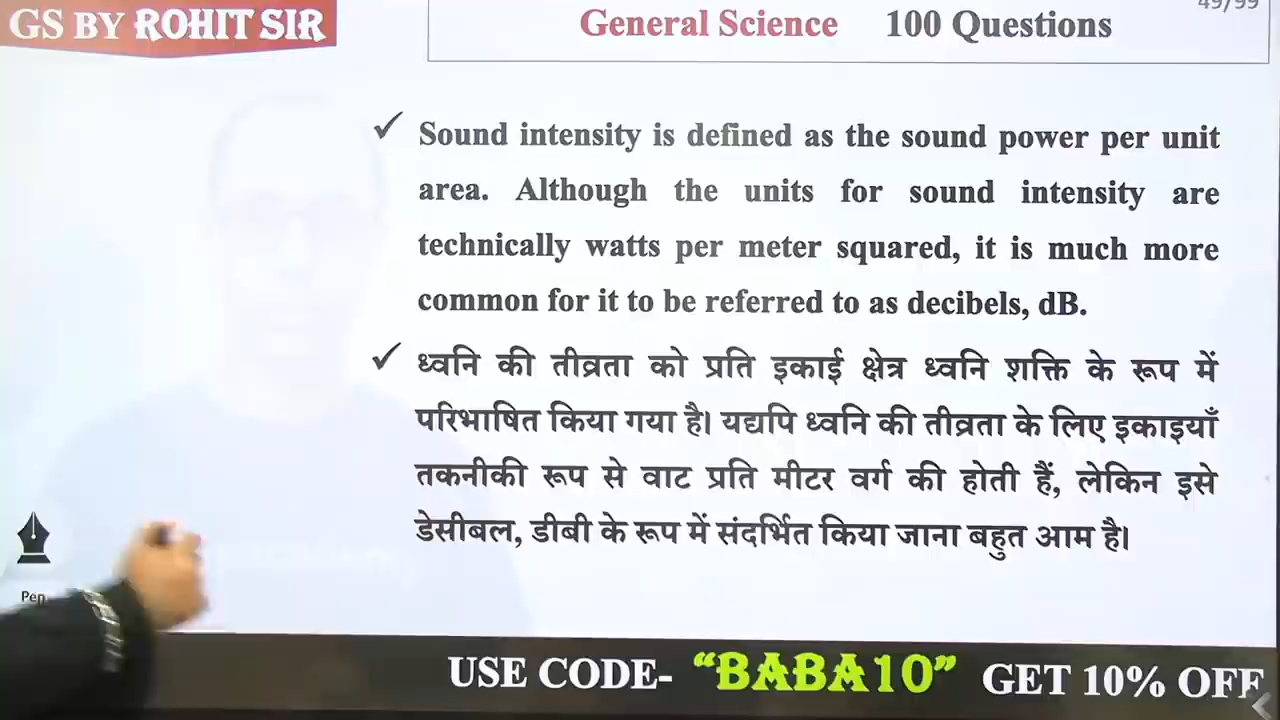 GS BY ROHIT SIR
General Science 100 Questions
49/99
✓ Sound intensity is defined as the sound power per unit
area. Although the units for sound intensity are
technically watts per meter squared, it is much more
common for it to be referred to as decibels, dB.
✓ ध्वनि की तीव्रता को प्रति इकाई क्षेत्र ध्वनि शक्ति के रूप में
परिभाषित किया गया है। यद्यपि ध्वनि की तीव्रता के लिए इकाइयाँ
तकनीकी रूप से वाट प्रति मीटर वर्ग की होती हैं, लेकिन इसे
डेसीबल, डीबी के रूप में संदर्भित किया जाना बहुत आम है।
Pen
USE CODE- “BABA10” GET 10% OFF